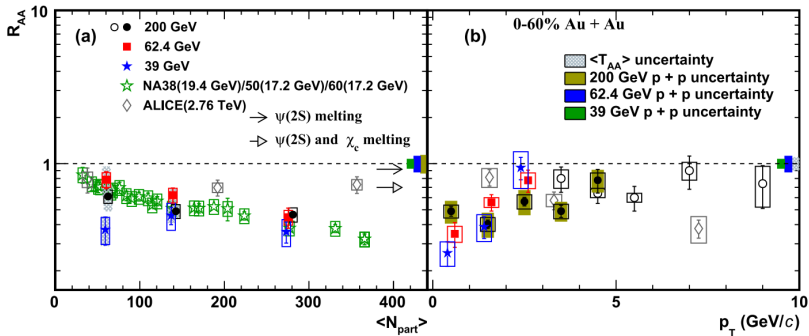 R_AA
10
1
(a)
200 GeV
62.4 GeV
39 GeV
NA38(19.4 GeV)/50(17.2 GeV)/60(17.2 GeV)
ALICE(2.76 TeV)
ψ(2S) melting
ψ(2S) and χ_c melting
0 100 200 300 400
<N_part>
(b)
0-60% Au + Au
<T_AA> uncertainty
200 GeV p + p uncertainty
62.4 GeV p + p uncertainty
39 GeV p + p uncertainty
0 5 10
p_T (GeV/c)